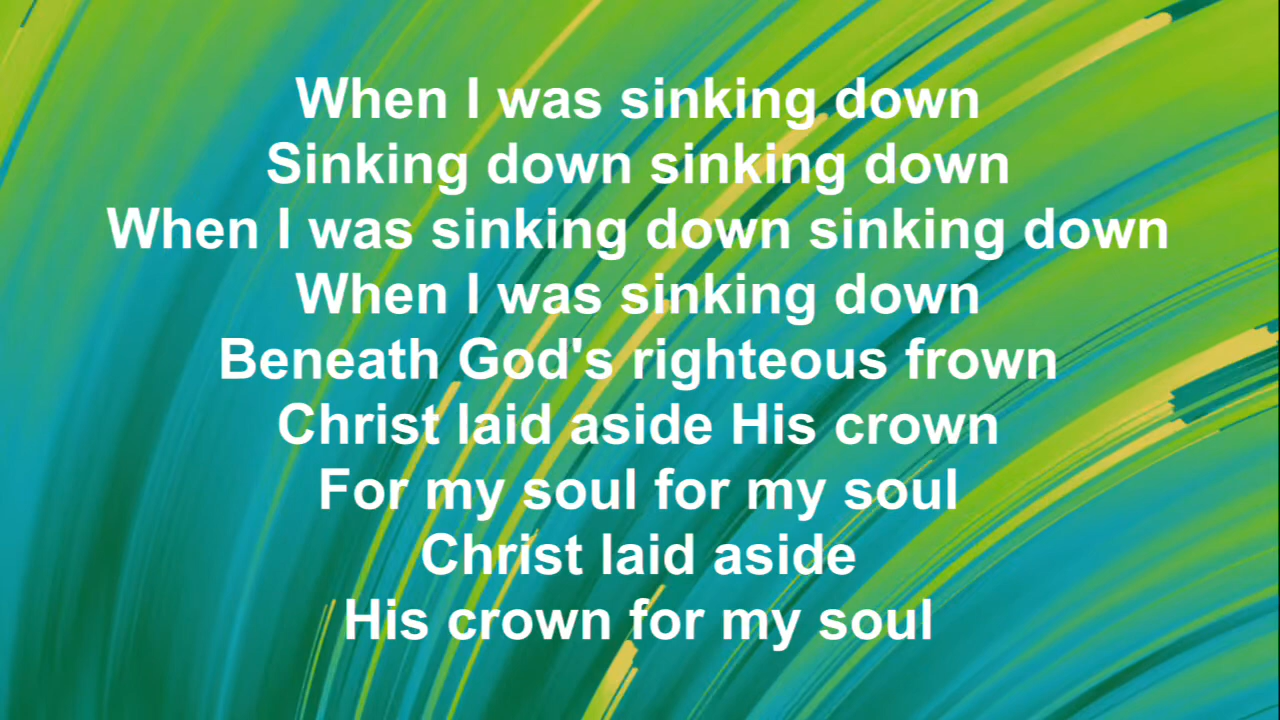 When I was sinking down
Sinking down sinking down
When I was sinking down sinking down
When I was sinking down
Beneath God's righteous frown
Christ laid aside His crown
For my soul for my soul
Christ laid aside
His crown for my soul